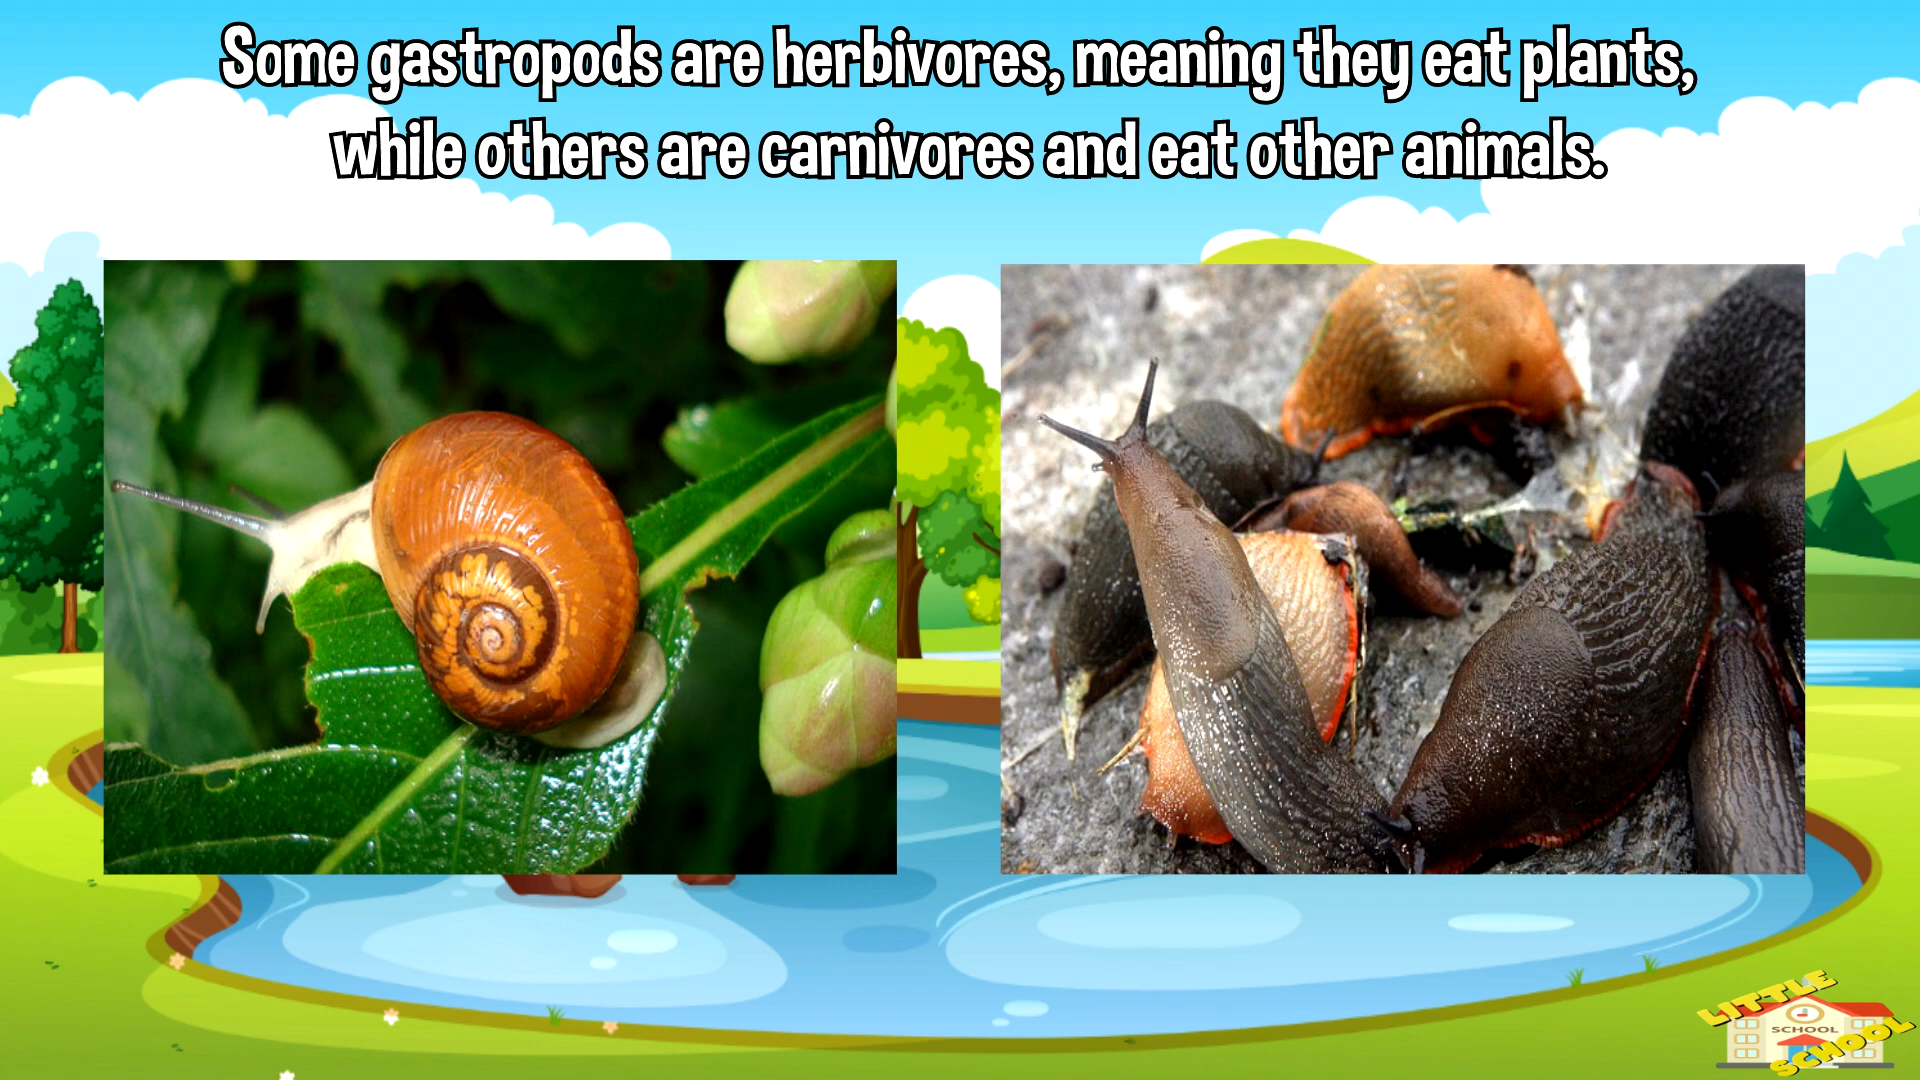 Some gastropods are herbivores, meaning they eat plants,
while others are carnivores and eat other animals.
LITTLE
SCHOOL
SCHOOL